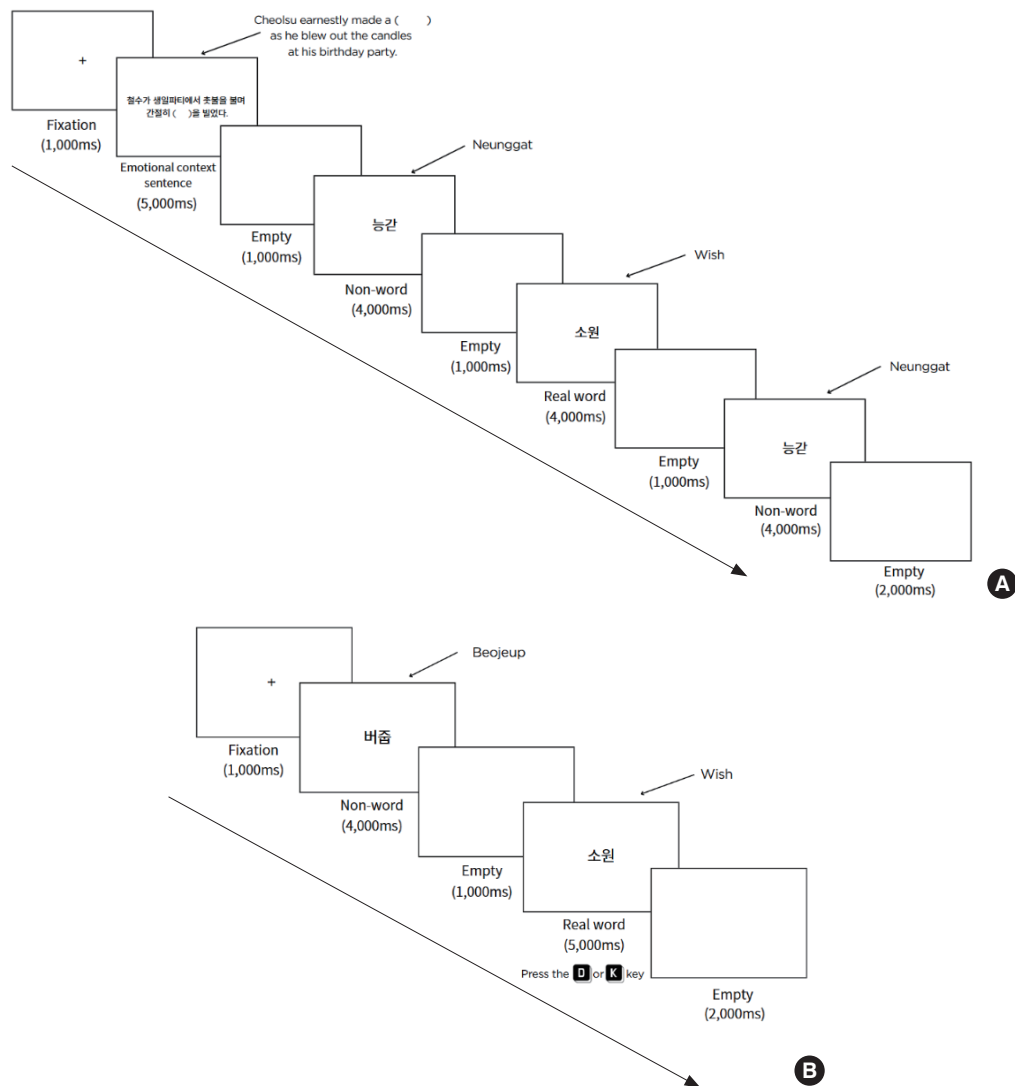 Cheolsu earnestly made a (      )
as he blew out the candles
at his birthday party.
+
Fixation
(1,000ms)
철수가 생일파티에서 촛불을 불며
간절히 (   )을 빌었다.
Emotional context
sentence
(5,000ms)
Empty
(1,000ms)
Neunggat
능갇
Non-word
(4,000ms)
Empty
(1,000ms)
Wish
소원
Real word
(4,000ms)
Empty
(1,000ms)
Neunggat
능갇
Non-word
(4,000ms)
Empty
(2,000ms)
A
+
Fixation
(1,000ms)
Beojeup
버줍
Non-word
(4,000ms)
Empty
(1,000ms)
Wish
소원
Real word
(5,000ms)
Press the D or K key
Empty
(2,000ms)
B